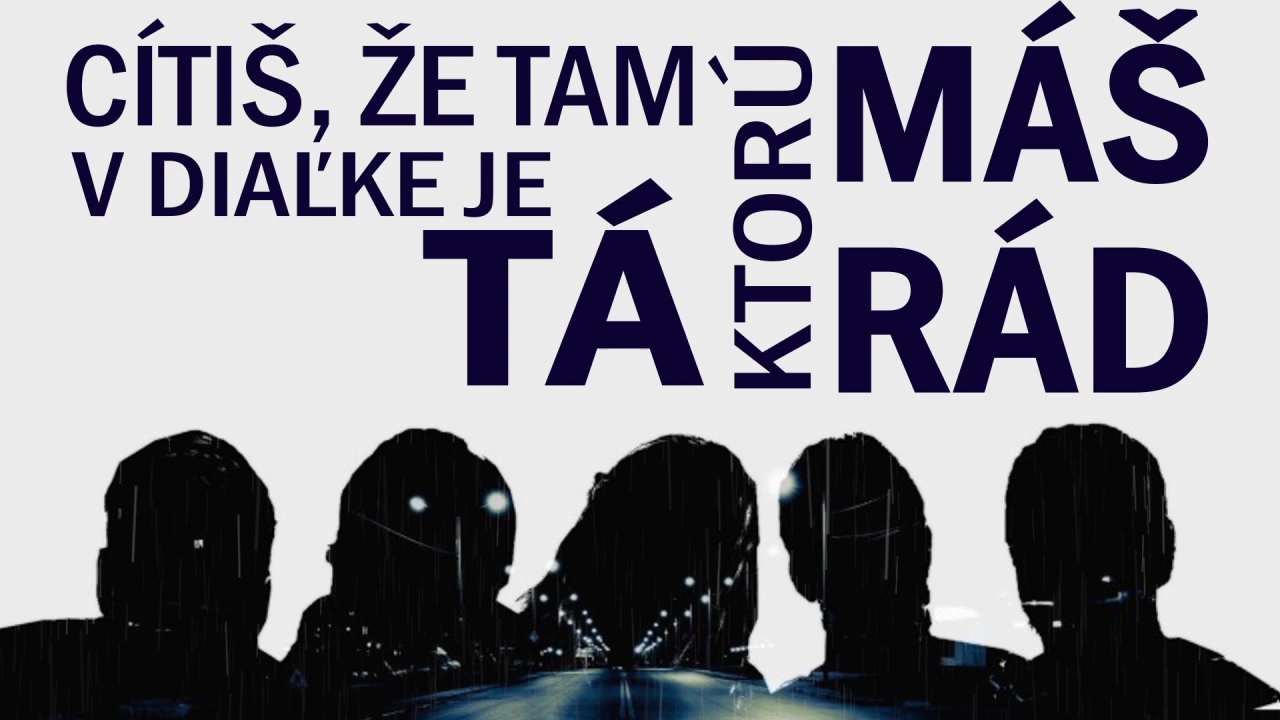 CÍTIŠ, ŽE TAM
V DIAĽKE JE
TÁ
KTORÚ
MÁŠ
RÁD